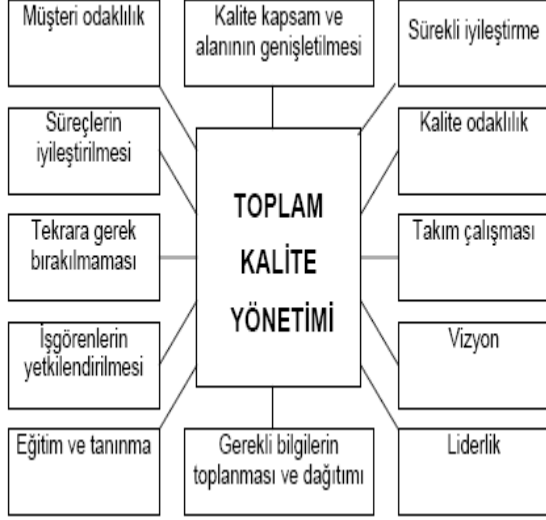 Müşteri odaklılık
Kalite kapsam ve
alanının genişletilmesi
Sürekli iyileştirme
Süreçlerin
iyileştirilmesi
Kalite odaklılık
Tekrara gerek
bırakılmaması
TOPLAM
KALİTE
YÖNETİMİ
Takım çalışması
İşgörenlerin
yetkilendirilmesi
Vizyon
Eğitim ve tanınma
Gerekli bilgilerin
toplanması ve dağıtımı
Liderlik